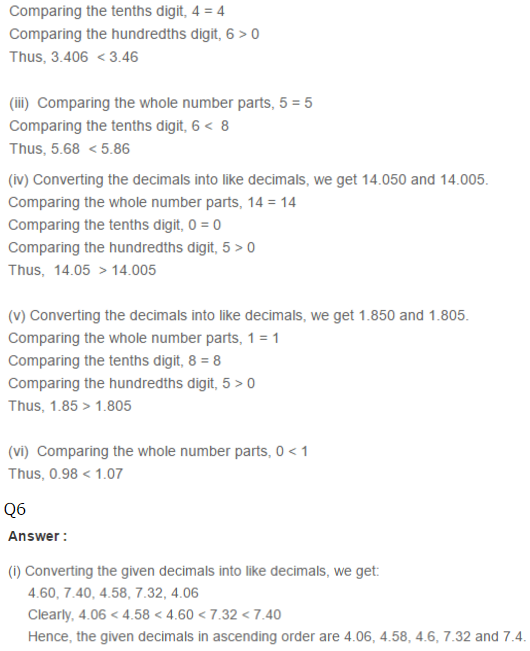 Comparing the tenths digit, 4 = 4
Comparing the hundredths digit, 6 > 0
Thus, 3.406 < 3.46
(iii) Comparing the whole number parts, 5 = 5
Comparing the tenths digit, 6 < 8
Thus, 5.68 < 5.86
(iv) Converting the decimals into like decimals, we get 14.050 and 14.005.
Comparing the whole number parts, 14 = 14
Comparing the tenths digit, 0 = 0
Comparing the hundredths digit, 5 > 0
Thus, 14.05 > 14.005
(v) Converting the decimals into like decimals, we get 1.850 and 1.805.
Comparing the whole number parts, 1 = 1
Comparing the tenths digit, 8 = 8
Comparing the hundredths digit, 5 > 0
Thus, 1.85 > 1.805
(vi) Comparing the whole number parts, 0 < 1
Thus, 0.98 < 1.07
Q6
Answer :
(i) Converting the given decimals into like decimals, we get:
4.60, 7.40, 4.58, 7.32, 4.06
Clearly, 4.06 < 4.58 < 4.60 < 7.32 < 7.40
Hence, the given decimals in ascending order are 4.06, 4.58, 4.6, 7.32 and 7.4.